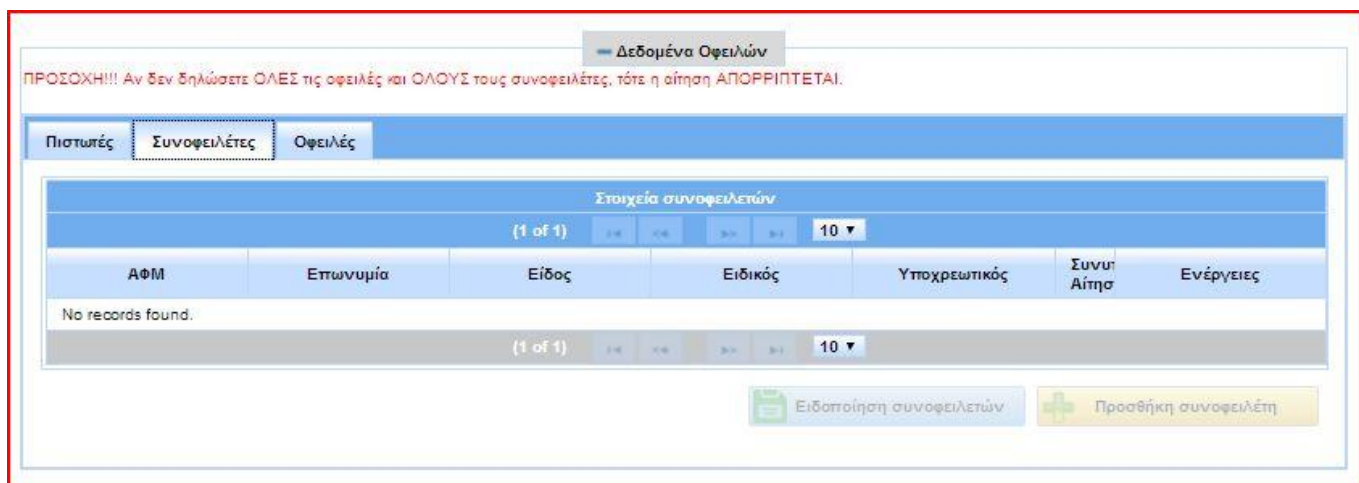 Δεδομένα Οφειλών
ΠΡΟΣΟΧΗ!!! Αν δεν δηλώσετε ΟΛΕΣ τις οφειλές και ΟΛΟΥΣ τους συνοφειλέτες, τότε η αίτηση ΑΠΟΡΡΙΠΤΕΤΑΙ.
Πιστωτές Συνοφειλέτες Οφειλές
Στοιχεία συνοφειλετών
(1 of 1) 10
ΑΦΜ Επωνυμία Είδος Ειδικός Υποχρεωτικός Ενέργειες
No records found.
(1 of 1) 10
Ειδοποίηση συνοφειλετών Προσθήκη συνοφειλέτη